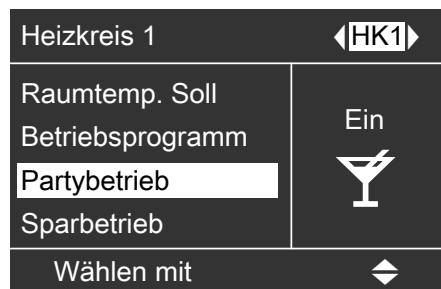 Heizkreis 1 HK1
Raumtemp. Soll
Betriebsprogramm
Partybetrieb
Sparbetrieb
Ein
Wählen mit